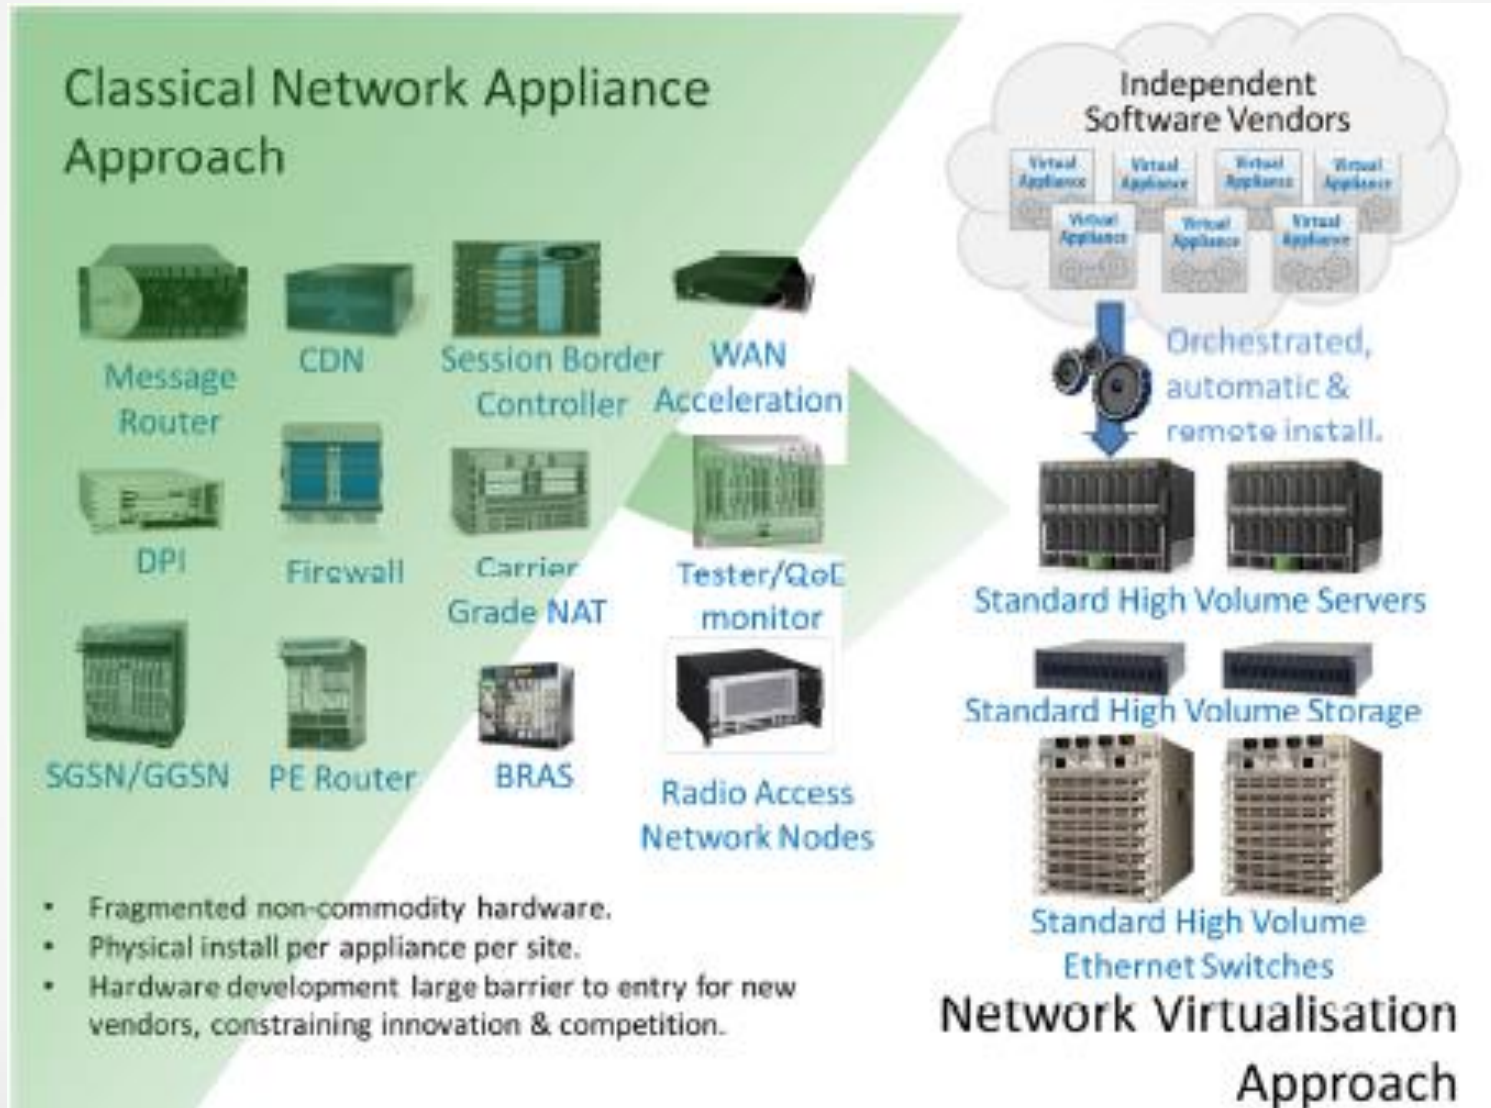 Classical Network Appliance
Approach
Independent
Software Vendors
Virtual
Appliance
Virtual
Appliance
Virtual
Appliance
Virtual
Appliance
Virtual
Appliance
Virtual
Appliance
Virtual
Appliance
Orchestrated,
automatic &
remote install.
Message
Router
CDN
Session Border
Controller
WAN
Acceleration
DPI
Firewall
Carrier
Grade NAT
Tester/QoE
monitor
SGSN/GGSN
PE Router
BRAS
Radio Access
Network Nodes
• Fragmented non-commodity hardware.
• Physical install per appliance per site.
• Hardware development large barrier to entry for new
vendors, constraining innovation & competition.
Standard High Volume Servers
Standard High Volume Storage
Standard High Volume
Ethernet Switches
Network Virtualisation
Approach